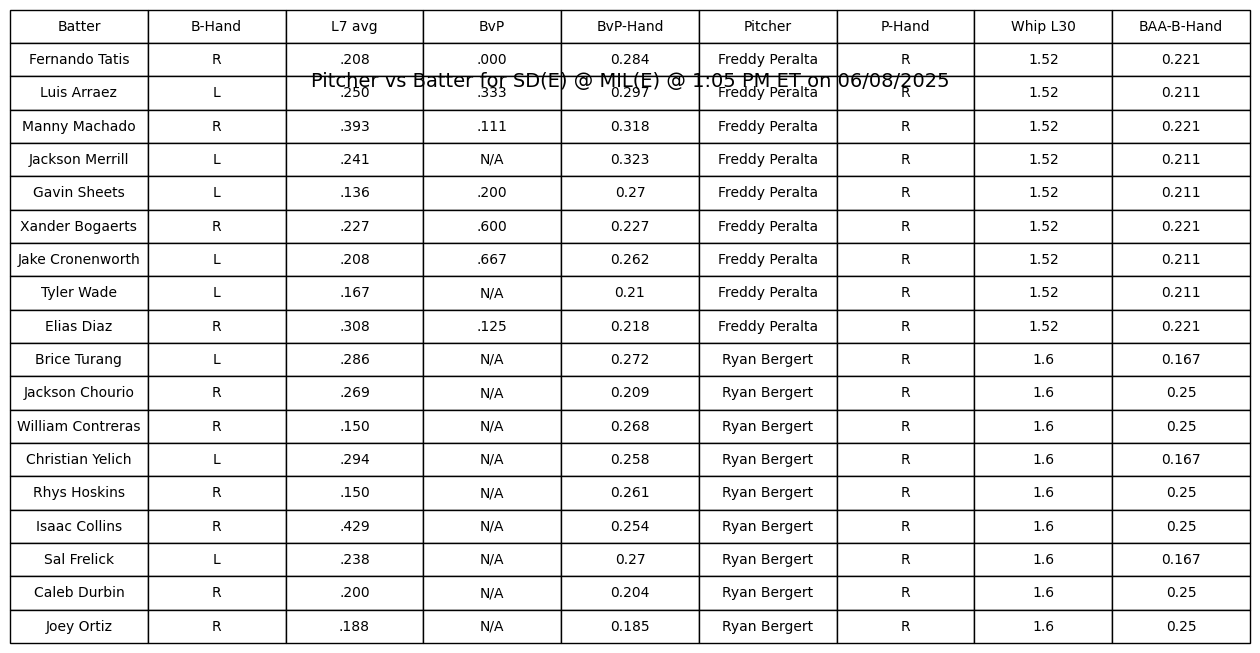 Batter B-Hand L7 avg BvP BvP-Hand Pitcher P-Hand Whip L30 BAA-B-Hand
Fernando Tatis R .208 .000 0.284 Freddy Peralta R 1.52 0.221
Pitcher vs Batter for SD(E) @ MIL(E) @ 1:05 PM ET on 06/08/2025
Luis Arraez L .250 .333 0.297 Freddy Peralta R 1.52 0.211
Manny Machado R .393 .111 0.318 Freddy Peralta R 1.52 0.221
Jackson Merrill L .241 N/A 0.323 Freddy Peralta R 1.52 0.211
Gavin Sheets L .136 .200 0.27 Freddy Peralta R 1.52 0.211
Xander Bogaerts R .227 .600 0.227 Freddy Peralta R 1.52 0.221
Jake Cronenworth L .208 .667 0.262 Freddy Peralta R 1.52 0.211
Tyler Wade L .167 N/A 0.21 Freddy Peralta R 1.52 0.211
Elias Diaz R .308 .125 0.218 Freddy Peralta R 1.52 0.221
Brice Turang L .286 N/A 0.272 Ryan Bergert R 1.6 0.167
Jackson Chourio R .269 N/A 0.209 Ryan Bergert R 1.6 0.25
William Contreras R .150 N/A 0.268 Ryan Bergert R 1.6 0.25
Christian Yelich L .294 N/A 0.258 Ryan Bergert R 1.6 0.167
Rhys Hoskins R .150 N/A 0.261 Ryan Bergert R 1.6 0.25
Isaac Collins R .429 N/A 0.254 Ryan Bergert R 1.6 0.25
Sal Frelick L .238 N/A 0.27 Ryan Bergert R 1.6 0.167
Caleb Durbin R .200 N/A 0.204 Ryan Bergert R 1.6 0.25
Joey Ortiz R .188 N/A 0.185 Ryan Bergert R 1.6 0.25